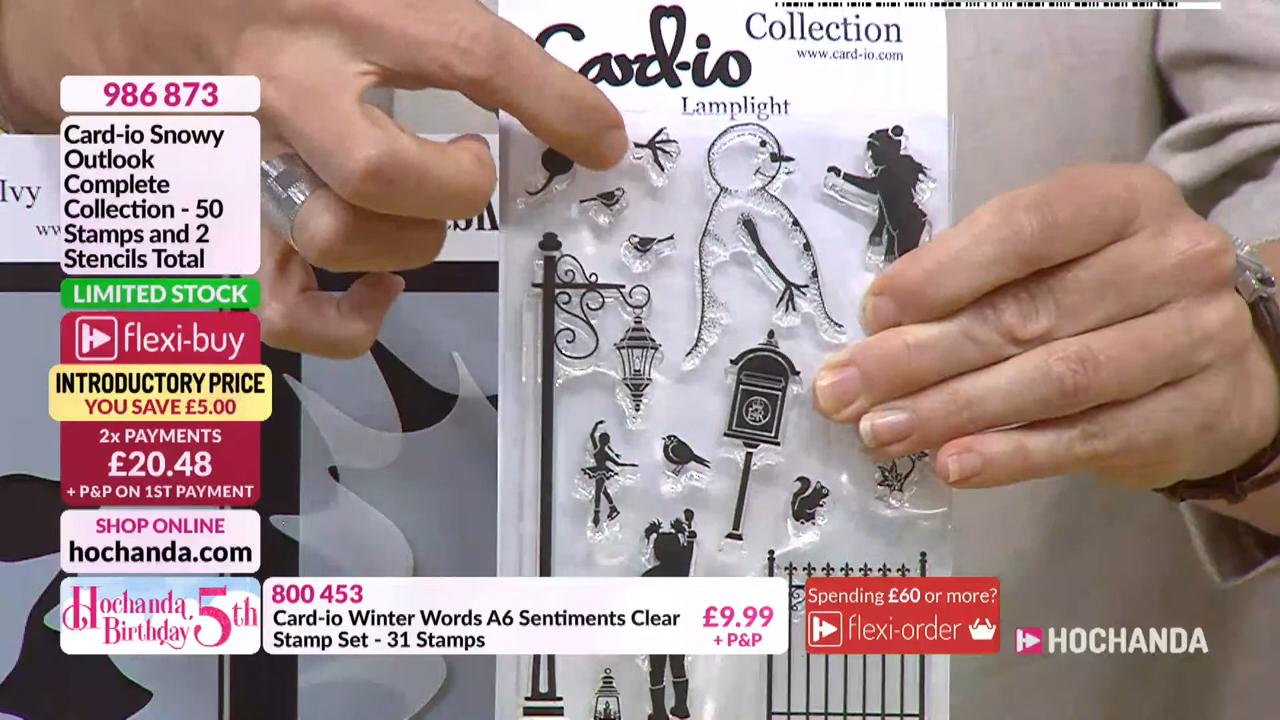 Card-io
Collection
www.card-io.com
Lamplight
Ivy
986 873
Card-io Snowy
Outlook
Complete
Collection - 50
Stamps and 2
Stencils Total
LIMITED STOCK
flexi-buy
INTRODUCTORY PRICE
YOU SAVE £5.00
2x PAYMENTS
£20.48
+ P&P ON 1ST PAYMENT
SHOP ONLINE
hochanda.com
Hochanda
Birthday
5th
800 453
Card-io Winter Words A6 Sentiments Clear
Stamp Set - 31 Stamps
£9.99
+ P&P
Spending £60 or more?
flexi-order
HOCHANDA